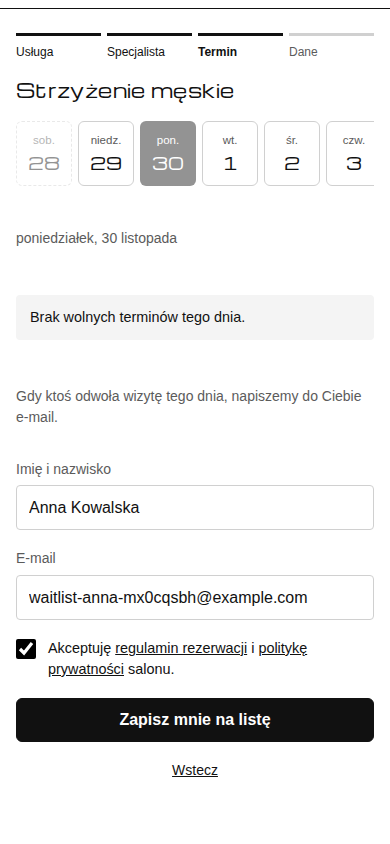 Usługa Specjalista Termin Dane
Strzyżenie męskie
sob. niedz. pon. wt. śr. czw.
28 29 30 1 2 3
poniedziałek, 30 listopada
Brak wolnych terminów tego dnia.
Gdy ktoś odwoła wizytę tego dnia, napiszemy do Ciebie
e-mail.
Imię i nazwisko
Anna Kowalska
E-mail
waitlist-anna-mx0cqsbh@example.com
Akceptuję regulamin rezerwacji i politykę
prywatności salonu.
Zapisz mnie na listę
Wstecz